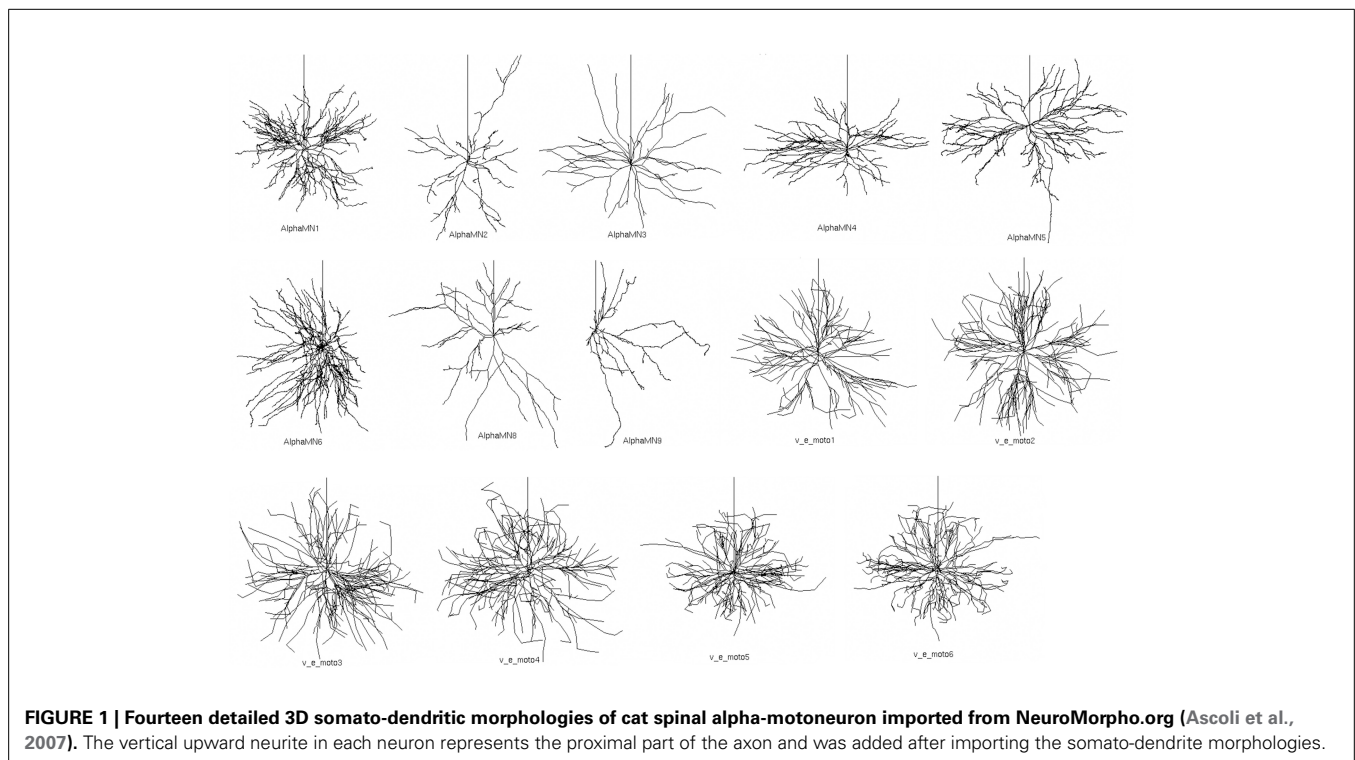 AlphaMN1
AlphaMN2
AlphaMN3
AlphaMN4
AlphaMN5
AlphaMN6
AlphaMN8
AlphaMN9
v_e_moto1
v_e_moto2
v_e_moto3
v_e_moto4
v_e_moto5
v_e_moto6
FIGURE 1 | Fourteen detailed 3D somato-dendritic morphologies of cat spinal alpha-motoneuron imported from NeuroMorpho.org (Ascoli et al.,
2007). The vertical upward neurite in each neuron represents the proximal part of the axon and was added after importing the somato-dendrite morphologies.